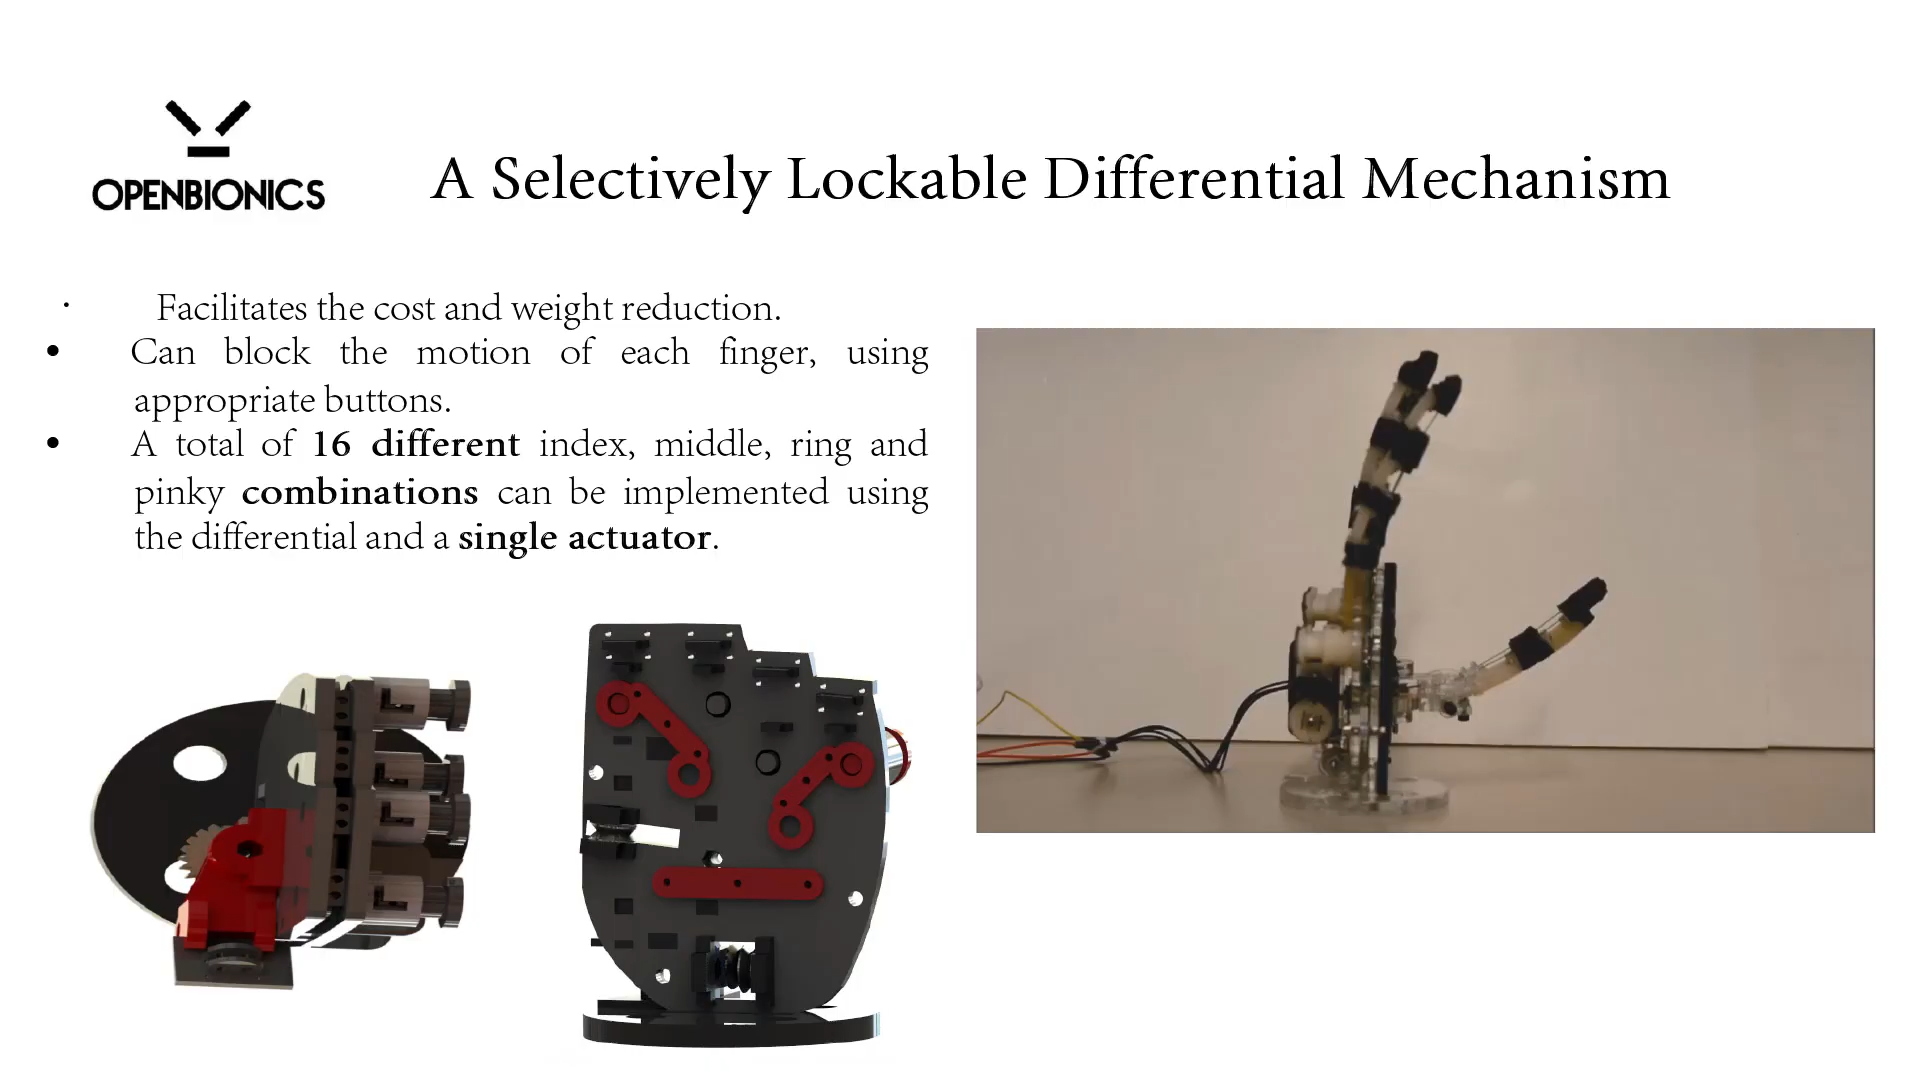 OPENBIONICS
A Selectively Lockable Differential Mechanism
· Facilitates the cost and weight reduction.
• Can block the motion of each finger, using
appropriate buttons.
• A total of 16 different index, middle, ring and
pinky combinations can be implemented using
the differential and a single actuator.